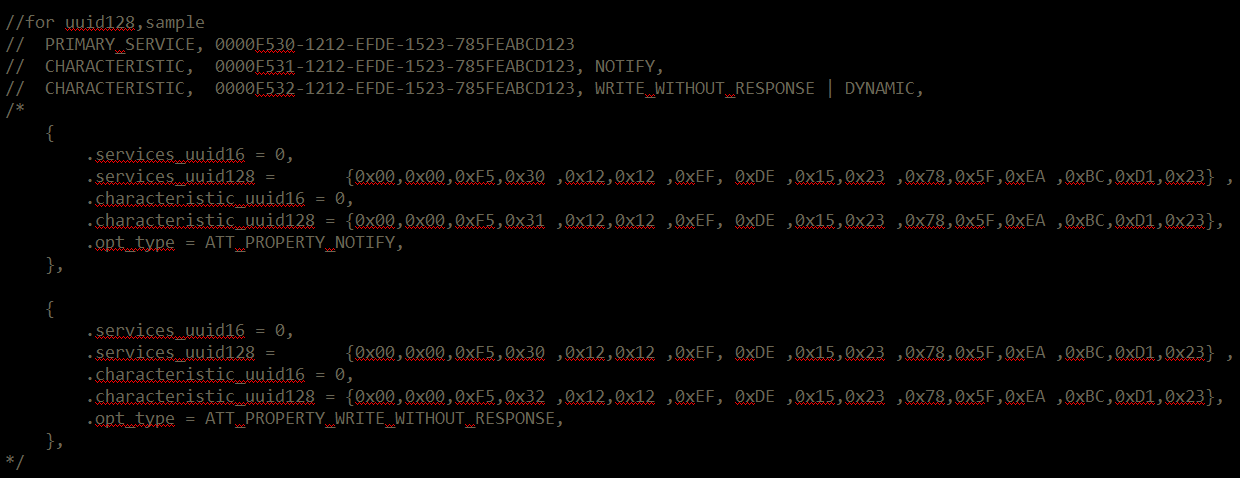 //for uuid128,sample
//  PRIMARY_SERVICE, 0000F530-1212-EFDE-1523-785FEABCD123
//  CHARACTERISTIC,  0000F531-1212-EFDE-1523-785FEABCD123, NOTIFY,
//  CHARACTERISTIC,  0000F532-1212-EFDE-1523-785FEABCD123, WRITE_WITHOUT_RESPONSE | DYNAMIC,
/*
    {
        .services_uuid16 = 0,
        .services_uuid128 =       {0x00,0x00,0xF5,0x30 ,0x12,0x12 ,0xEF, 0xDE ,0x15,0x23 ,0x78,0x5F,0xEA ,0xBC,0xD1,0x23} ,
        .characteristic_uuid16 = 0,
        .characteristic_uuid128 = {0x00,0x00,0xF5,0x31 ,0x12,0x12 ,0xEF, 0xDE ,0x15,0x23 ,0x78,0x5F,0xEA ,0xBC,0xD1,0x23},
        .opt_type = ATT_PROPERTY_NOTIFY,
    },

    {
        .services_uuid16 = 0,
        .services_uuid128 =       {0x00,0x00,0xF5,0x30 ,0x12,0x12 ,0xEF, 0xDE ,0x15,0x23 ,0x78,0x5F,0xEA ,0xBC,0xD1,0x23} ,
        .characteristic_uuid16 = 0,
        .characteristic_uuid128 = {0x00,0x00,0xF5,0x32 ,0x12,0x12 ,0xEF, 0xDE ,0x15,0x23 ,0x78,0x5F,0xEA ,0xBC,0xD1,0x23},
        .opt_type = ATT_PROPERTY_WRITE_WITHOUT_RESPONSE,
    },
*/